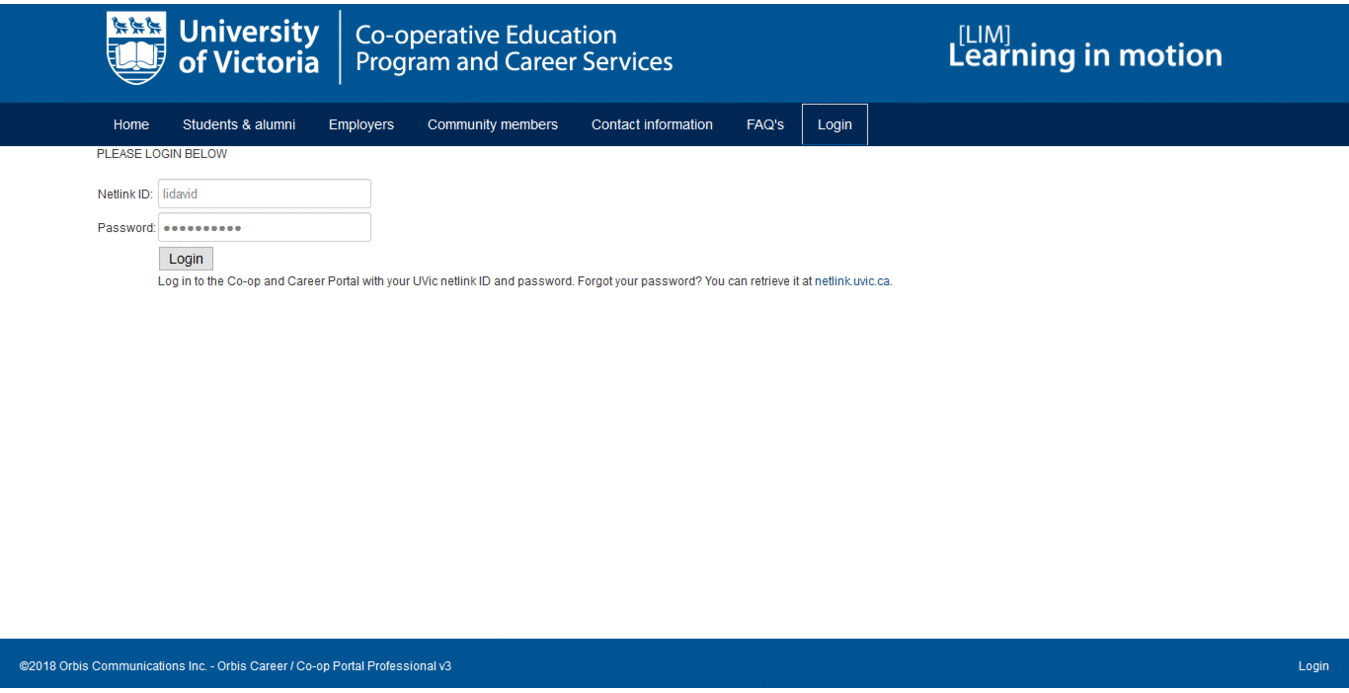 University of Victoria
Co-operative Education Program and Career Services
[LIM]
Learning in motion
Home Students & alumni Employers Community members Contact information FAQ's Login
PLEASE LOGIN BELOW
Netlink ID: lidavid
Password: ●●●●●●●●●●
Login
Log in to the Co-op and Career Portal with your UVic netlink ID and password. Forgot your password? You can retrieve it at netlink.uvic.ca.
©2018 Orbis Communications Inc. - Orbis Career / Co-op Portal Professional v3 Login